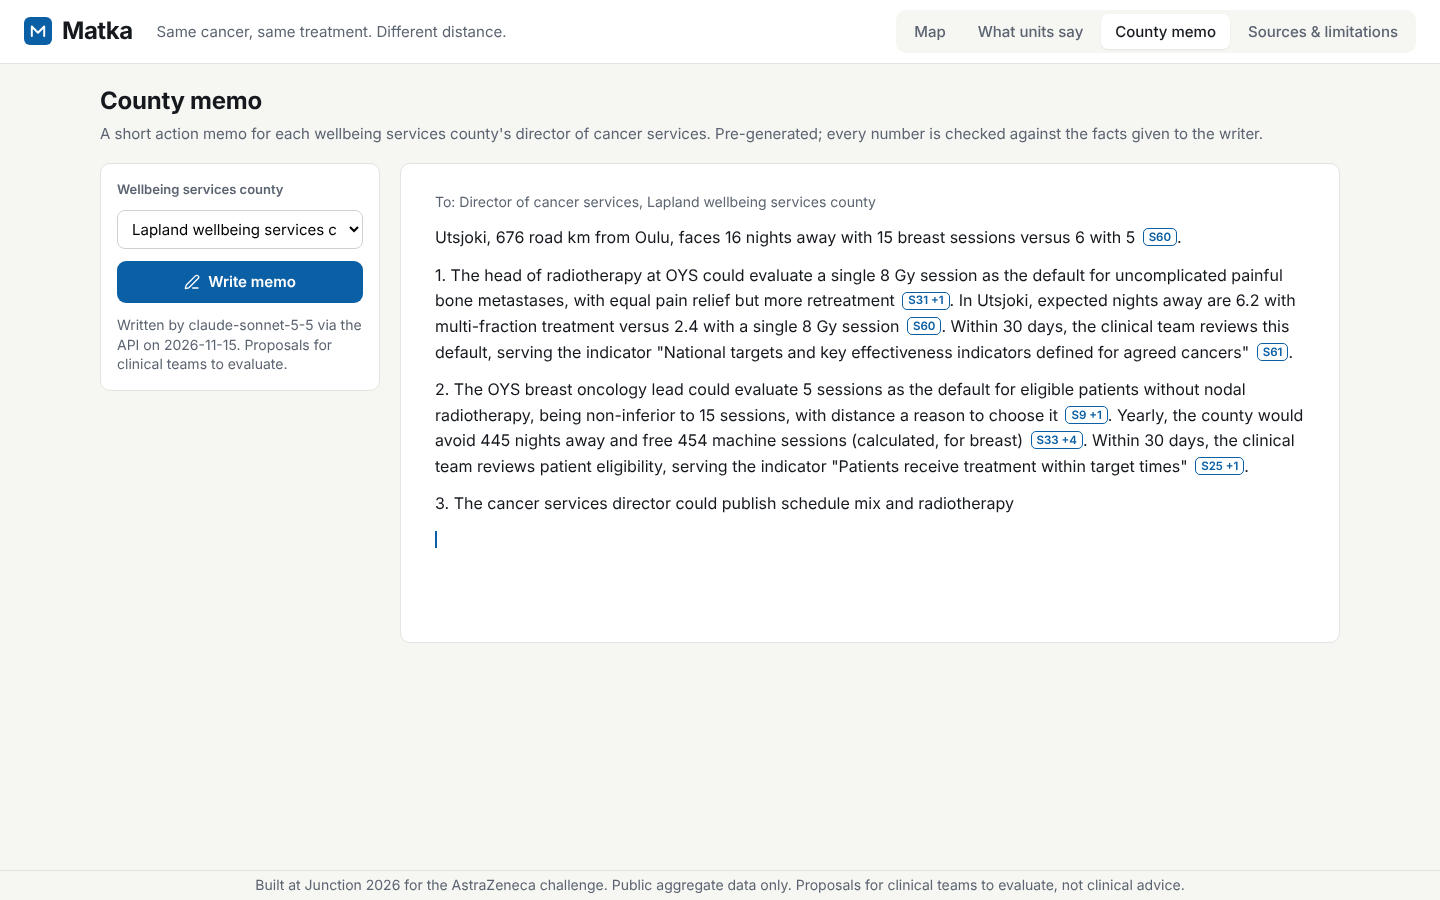 Matka
Same cancer, same treatment. Different distance.
Map
What units say
County memo
Sources & limitations
County memo
A short action memo for each wellbeing services county's director of cancer services. Pre-generated; every number is checked against the facts given to the writer.
Wellbeing services county
Lapland wellbeing services c
Write memo
Written by claude-sonnet-5-5 via the
API on 2026-11-15. Proposals for
clinical teams to evaluate.
To: Director of cancer services, Lapland wellbeing services county
Utsjoki, 676 road km from Oulu, faces 16 nights away with 15 breast sessions versus 6 with 5 S60.
1. The head of radiotherapy at OYS could evaluate a single 8 Gy session as the default for uncomplicated painful
bone metastases, with equal pain relief but more retreatment S31 +1. In Utsjoki, expected nights away are 6.2 with
multi-fraction treatment versus 2.4 with a single 8 Gy session S60. Within 30 days, the clinical team reviews this
default, serving the indicator "National targets and key effectiveness indicators defined for agreed cancers" S61.
2. The OYS breast oncology lead could evaluate 5 sessions as the default for eligible patients without nodal
radiotherapy, being non-inferior to 15 sessions, with distance a reason to choose it S9 +1. Yearly, the county would
avoid 445 nights away and free 454 machine sessions (calculated, for breast) S33 +4. Within 30 days, the clinical
team reviews patient eligibility, serving the indicator "Patients receive treatment within target times" S25 +1.
3. The cancer services director could publish schedule mix and radiotherapy
Built at Junction 2026 for the AstraZeneca challenge. Public aggregate data only. Proposals for clinical teams to evaluate, not clinical advice.